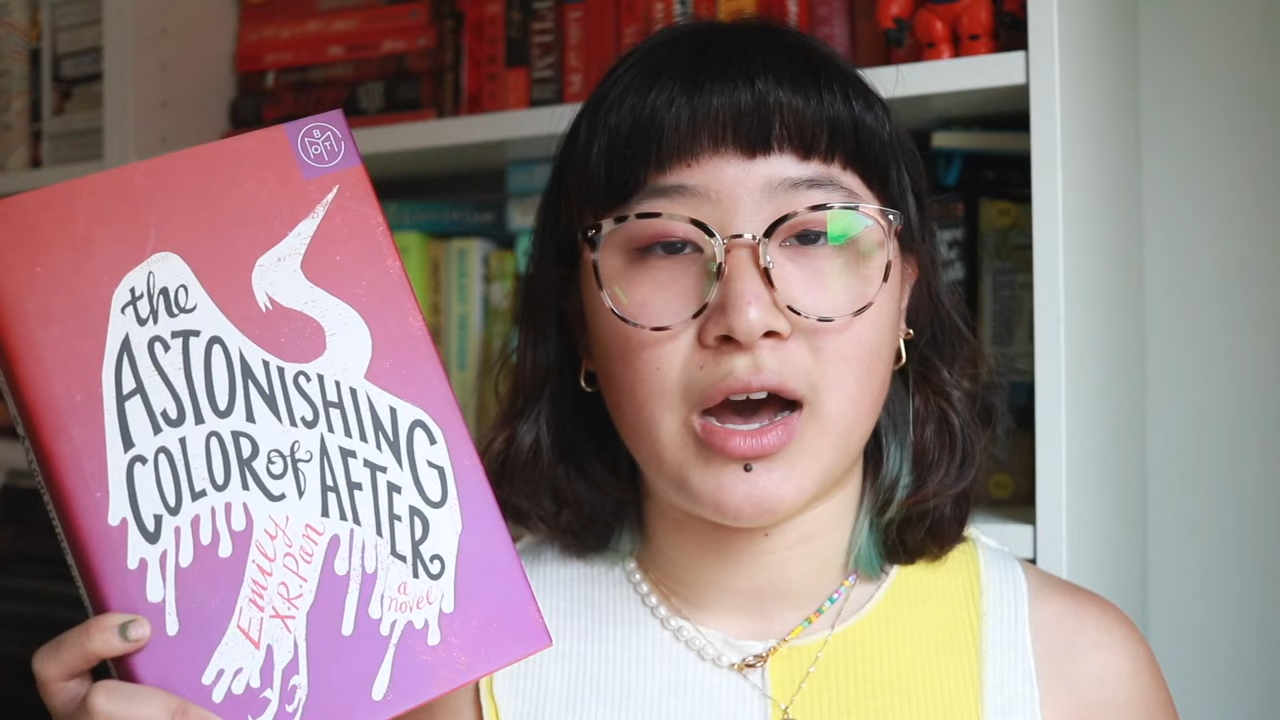 BOTM
the
ASTONISHING
COLOR of AFTER
Emily
X.R. Pan
a
novel